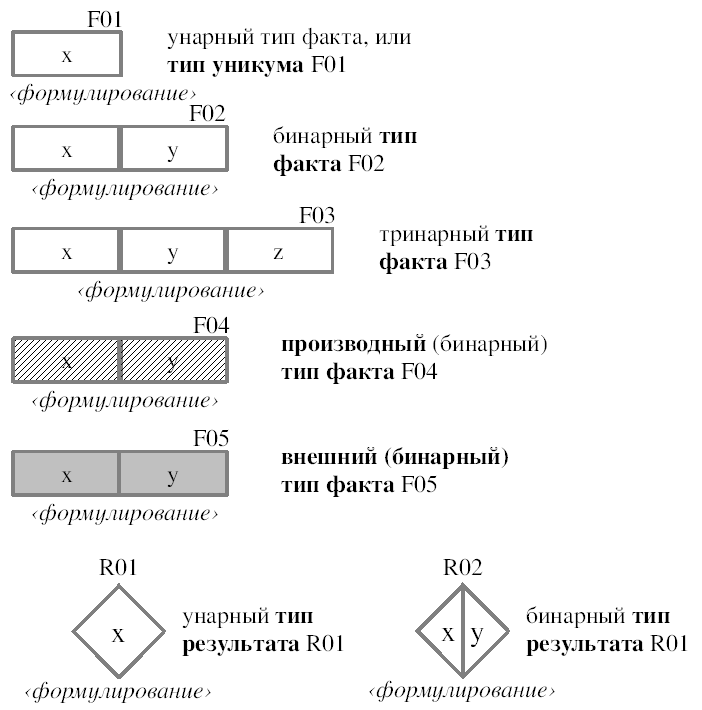 F01
x
унарный тип факта, или
тип уникума F01
‹формулирование›
F02
x y
бинарный тип
факта F02
‹формулирование›
F03
x y z
тринарный тип
факта F03
‹формулирование›
F04
x y
производный (бинарный)
тип факта F04
‹формулирование›
F05
x y
внешний (бинарный)
тип факта F05
‹формулирование›
R01
x
унарный тип
результата R01
‹формулирование›
R02
x y
бинарный тип
результата R01
‹формулирование›